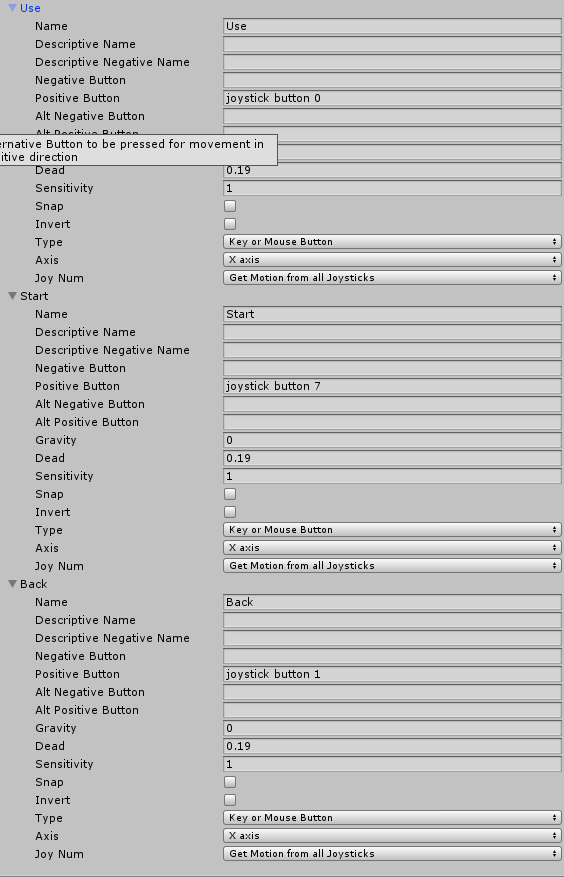 Use
Name Use
Descriptive Name
Descriptive Negative Name
Negative Button
Positive Button joystick button 0
Alt Negative Button
Alt Positive Button
ernative Button to be pressed for movement in
itive direction
Dead 0.19
Sensitivity 1
Snap
Invert
Type Key or Mouse Button
Axis X axis
Joy Num Get Motion from all Joysticks
Start
Name Start
Descriptive Name
Descriptive Negative Name
Negative Button
Positive Button joystick button 7
Alt Negative Button
Alt Positive Button
Gravity 0
Dead 0.19
Sensitivity 1
Snap
Invert
Type Key or Mouse Button
Axis X axis
Joy Num Get Motion from all Joysticks
Back
Name Back
Descriptive Name
Descriptive Negative Name
Negative Button
Positive Button joystick button 1
Alt Negative Button
Alt Positive Button
Gravity 0
Dead 0.19
Sensitivity 1
Snap
Invert
Type Key or Mouse Button
Axis X axis
Joy Num Get Motion from all Joysticks